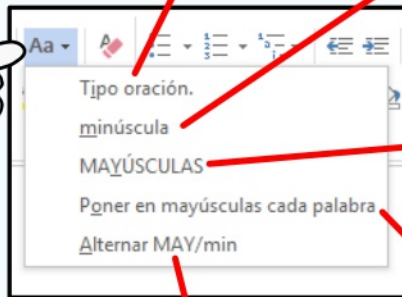 Aa
Tipo oración.
minúscula
MAYÚSCULAS
Poner en mayúsculas cada palabra
Alternar MAY/min